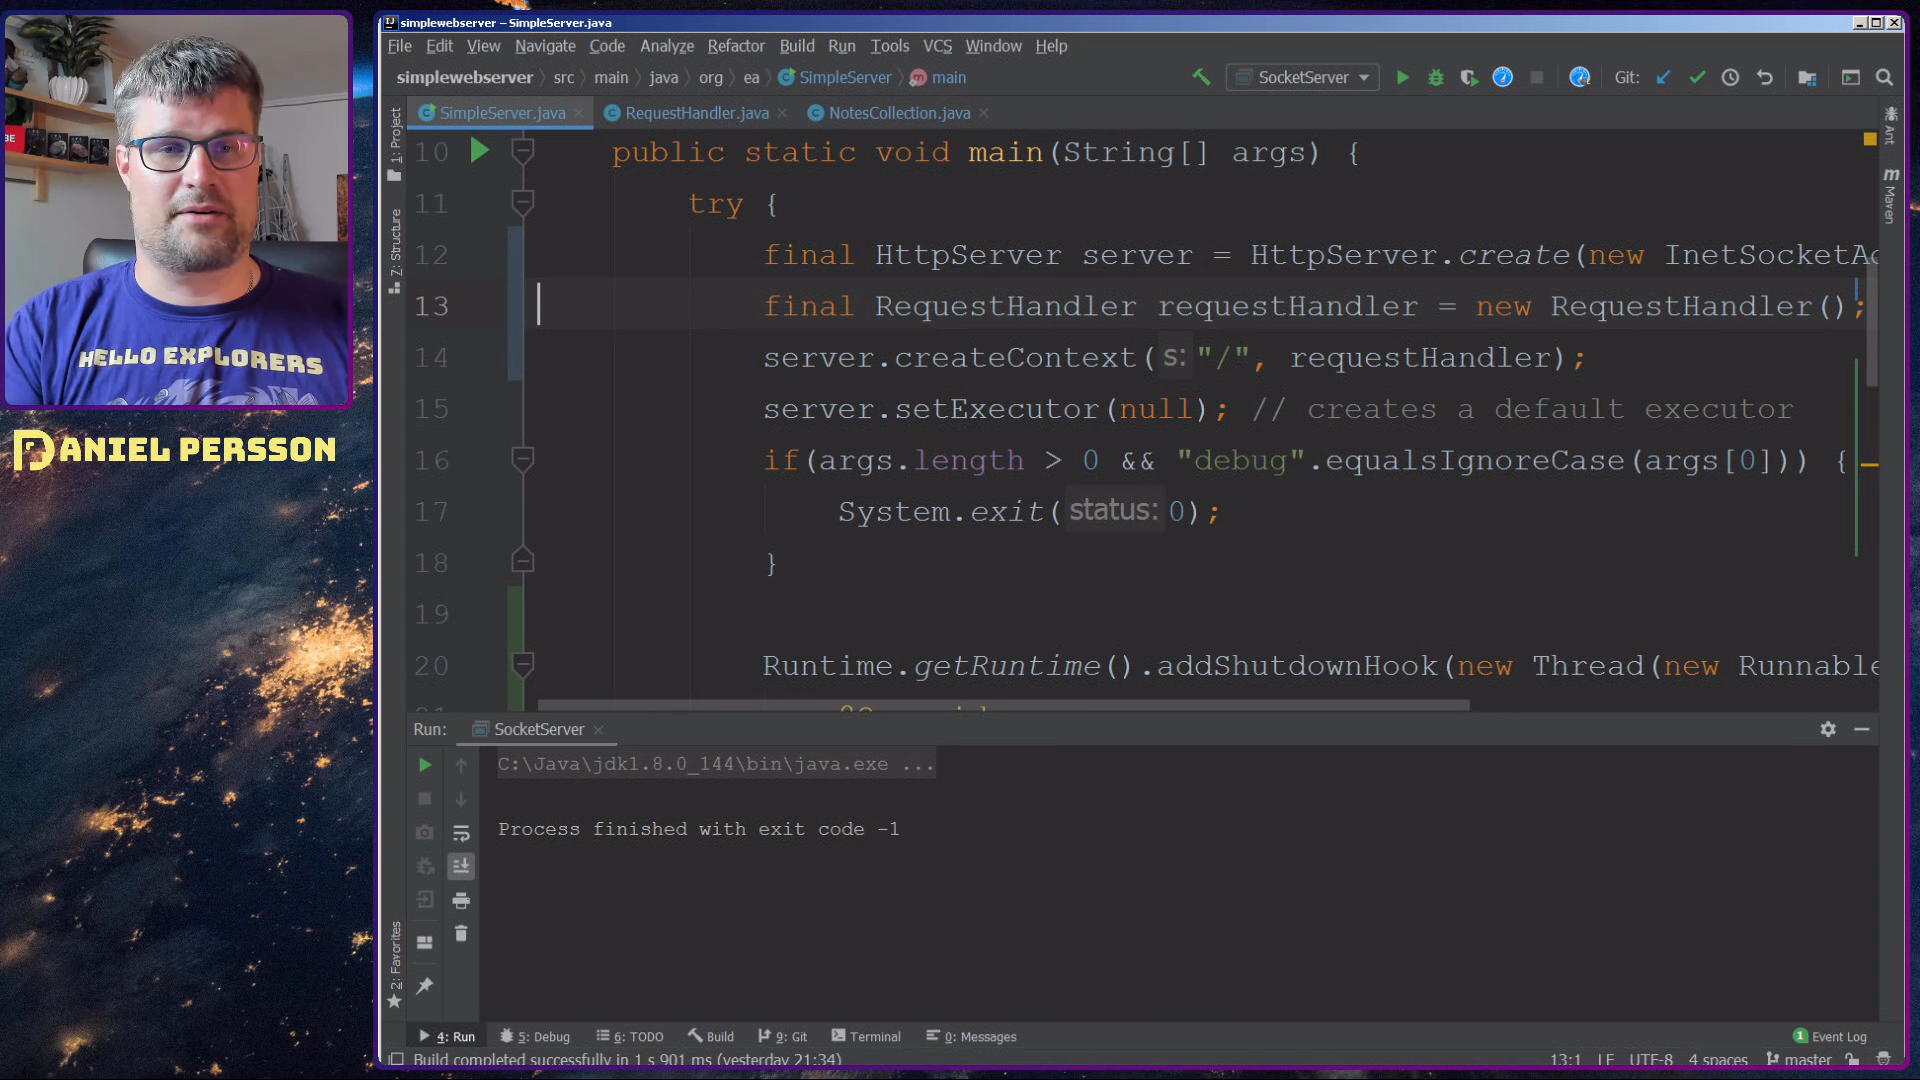 simplewebserver – SimpleServer.java
File Edit View Navigate Code Analyze Refactor Build Run Tools VCS Window Help
simplewebserver src main java org ea SimpleServer main SocketServer Git:
SimpleServer.java RequestHandler.java NotesCollection.java
1: Project
7: Structure
2: Favorites
Ant
Maven
10 public static void main(String[] args) {
11 try {
12 final HttpServer server = HttpServer.create(new InetSocketAd
13 final RequestHandler requestHandler = new RequestHandler();
14 server.createContext( s: "/", requestHandler);
15 server.setExecutor(null); // creates a default executor
16 if(args.length > 0 && "debug".equalsIgnoreCase(args[0])) {
17 System.exit( status: 0);
18 }
19
20 Runtime.getRuntime().addShutdownHook(new Thread(new Runnable
Run: SocketServer
C:\Java\jdk1.8.0_144\bin\java.exe ...
Process finished with exit code -1
4: Run 5: Debug 6: TODO Build 9: Git Terminal 0: Messages 1 Event Log
Build completed successfully in 1 s 901 ms (yesterday 21:34) 13:1 LF UTF-8 4 spaces master
HELLO EXPLORERS
DANIEL PERSSON